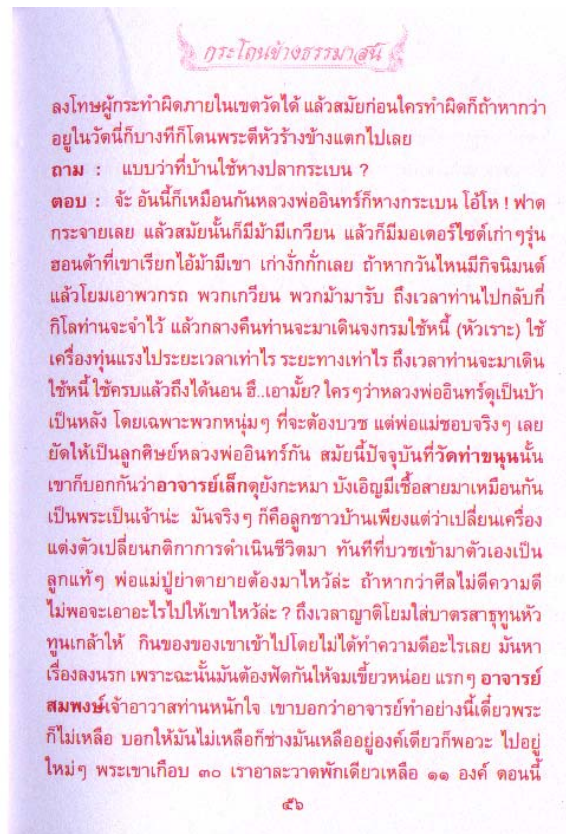 กระโถนข้างธรรมาสน์
ลงโทษผู้กระทำผิดภายในเขตวัดได้ แล้วสมัยก่อนใครทำผิดก็ถ้าหากว่า
อยู่ในวัดนี่ก็บางทีก็โดนพระตีหัวร้างข้างแตกไปเลย
ถาม : แบบว่าที่บ้านใช้หางปลากระเบน ?
ตอบ : จ้ะ อันนี้ก็เหมือนกันหลวงพ่ออินทร์ก็หางกระเบน โอ้โห ! ฟาด
กระจายเลย แล้วสมัยนั้นก็มีม้ามีเกวียน แล้วก็มีมอเตอร์ไซต์เก่าๆรุ่น
ฮอนด้าที่เขาเรียกไอ้ม้ามีเขา เก่างั่กกั่กเลย ถ้าหากวันไหนมีกิจนิมนต์
แล้วโยมเอาพวกรถ พวกเกวียน พวกม้ามารับ ถึงเวลาท่านไปกลับกี่
กิโลท่านจะจำไว้ แล้วกลางคืนท่านจะมาเดินจงกรมใช้หนี้ (หัวเราะ) ใช้
เครื่องทุ่นแรงไประยะเวลาเท่าไร ระยะทางเท่าไร ถึงเวลาท่านจะมาเดิน
ใช้หนี้ ใช้ครบแล้วถึงได้นอน ฮึ..เอามั้ย? ใครๆว่าหลวงพ่ออินทร์ดุเป็นบ้า
เป็นหลัง โดยเฉพาะพวกหนุ่มๆ ที่จะต้องบวช แต่พ่อแม่ชอบจริงๆ เลย
ยัดให้เป็นลูกศิษย์หลวงพ่ออินทร์กัน สมัยนี้ปัจจุบันที่วัดท่าขนุนนั้น
เขาก็บอกกันว่าอาจารย์เล็กดุยังกะหมา บังเอิญมีเชื้อสายมาเหมือนกัน
เป็นพระเป็นเจ้าน่ะ มันจริงๆ ก็คือลูกชาวบ้านเพียงแต่ว่าเปลี่ยนเครื่อง
แต่งตัวเปลี่ยนกติกาการดำเนินชีวิตมา ทันทีที่บวชเข้ามาตัวเองเป็น
ลูกแท้ๆ พ่อแม่ปู่ย่าตายายต้องมาไหว้ล่ะ ถ้าหากว่าศีลไม่ดีความดี
ไม่พอจะเอาอะไรไปให้เขาไหว้ล่ะ ? ถึงเวลาญาติโยมใส่บาตรสาธุทูนหัว
ทูนเกล้าให้ กินของของเขาเข้าไปโดยไม่ได้ทำความดีอะไรเลย มันหา
เรื่องลงนรก เพราะฉะนั้นมันต้องฟัดกันให้จมเขี้ยวหน่อย แรกๆ อาจารย์
สมพงษ์เจ้าอาวาสท่านหนักใจ เขาบอกว่าอาจารย์ทำอย่างนี้เดี๋ยวพระ
ก็ไม่เหลือ บอกให้มันไม่เหลือก็ช่างมันเหลืออยู่องค์เดียวก็พอวะ ไปอยู่
ใหม่ๆ พระเขาเกือบ ๓๐ เราอาละวาดพักเดียวเหลือ ๑๑ องค์ ตอนนี้
๕๖